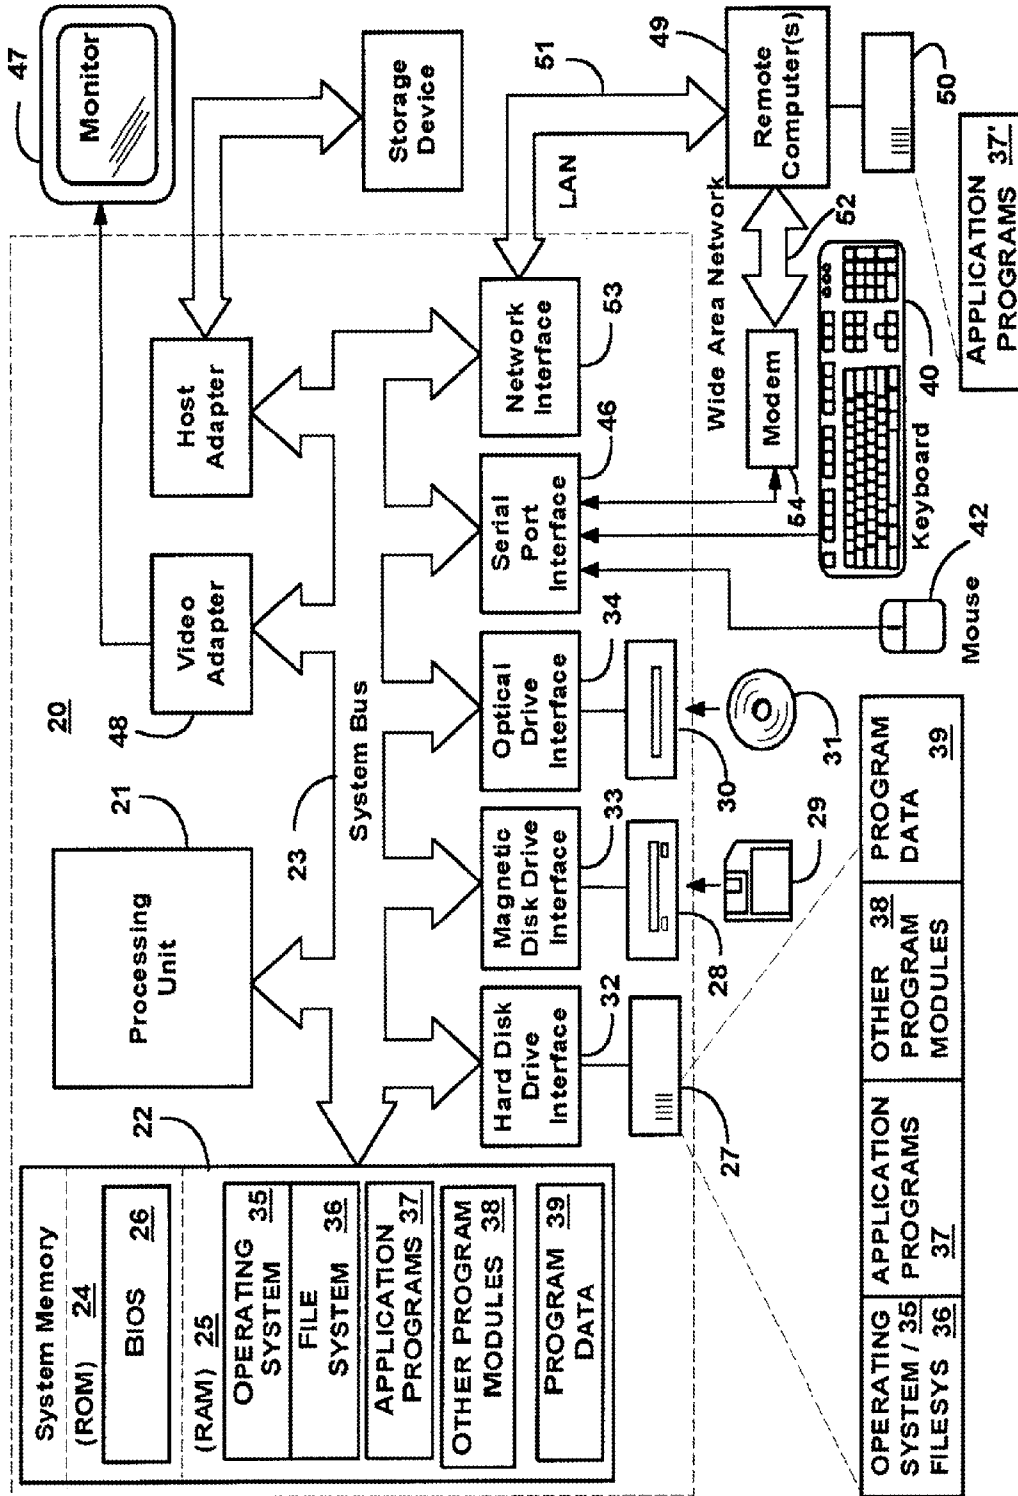 System Memory
(ROM) 24
BIOS 26
(RAM) 25
OPERATING
SYSTEM 35
FILE
SYSTEM 36
APPLICATION
PROGRAMS 37
OTHER PROGRAM
MODULES 38
PROGRAM
DATA 39
22
Processing
Unit
21
20
Video
Adapter
48
Host
Adapter
Monitor
47
Storage
Device
23
System Bus
Hard Disk
Drive
Interface
32
Magnetic
Disk Drive
Interface
33
Optical
Drive
Interface
34
Serial
Port
Interface
46
Network
Interface
53
LAN
51
Remote
Computer(s)
49
50
Wide Area Network
52
Modem
54
Keyboard
40
Mouse
42
27
28
29
30
31
OPERATING
SYSTEM / 35
FILESYS 36
APPLICATION
PROGRAMS
37
OTHER 38
PROGRAM
MODULES
PROGRAM
DATA 39
APPLICATION
PROGRAMS 37'